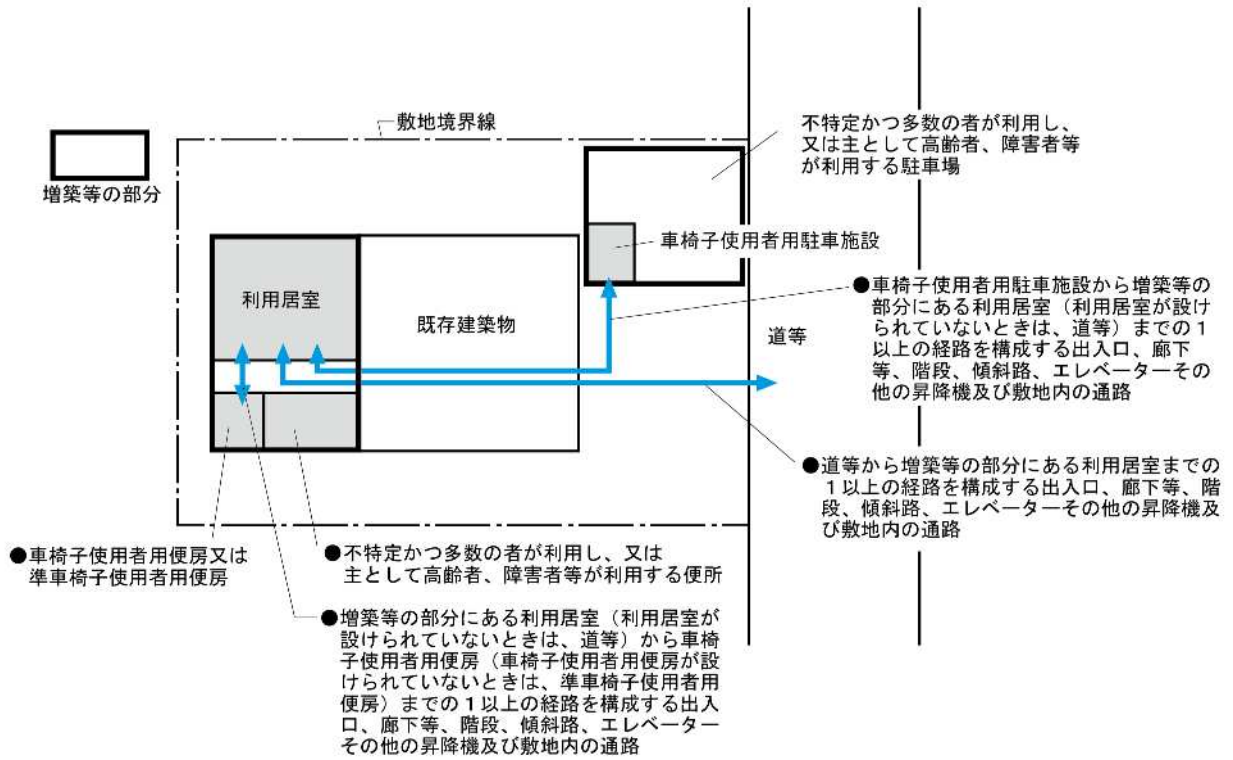 敷地境界線
増築等の部分
不特定かつ多数の者が利用し、
又は主として高齢者、障害者等
が利用する駐車場
車椅子使用者用駐車施設
利用居室
既存建築物
道等
●車椅子使用者用駐車施設から増築等の
部分にある利用居室（利用居室が設け
られていないときは、道等）までの１
以上の経路を構成する出入口、廊下
等、階段、傾斜路、エレベーターその
他の昇降機及び敷地内の通路
●道等から増築等の部分にある利用居室までの
１以上の経路を構成する出入口、廊下等、階
段、傾斜路、エレベーターその他の昇降機及
び敷地内の通路
●車椅子使用者用便房又は
準車椅子使用者用便房
●不特定かつ多数の者が利用し、又は
主として高齢者、障害者等が利用する便所
●増築等の部分にある利用居室（利用居室が
設けられていないときは、道等）から車椅
子使用者用便房（車椅子使用者用便房が設
けられていないときは、準車椅子使用者用
便房）までの１以上の経路を構成する出入
口、廊下等、階段、傾斜路、エレベーター
その他の昇降機及び敷地内の通路